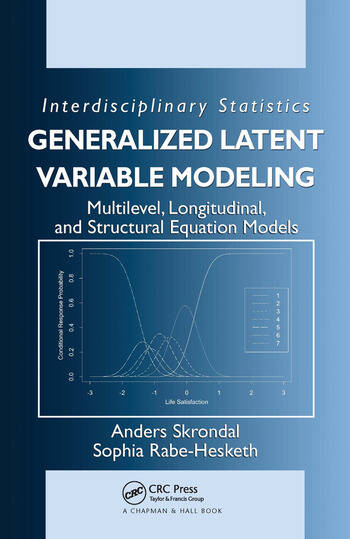 Interdisciplinary Statistics
GENERALIZED LATENT
VARIABLE MODELING
Multilevel, Longitudinal,
and Structural Equation Models
Conditional Response Probability
1.0
0.8
0.6
0.4
0.2
0.0
1
2
3
4
5
6
7
-3 -2 -1 0 1 2 3
Life Satisfaction
Anders Skrondal
Sophia Rabe-Hesketh
CRC
CRC Press
Taylor & Francis Group
A CHAPMAN & HALL BOOK